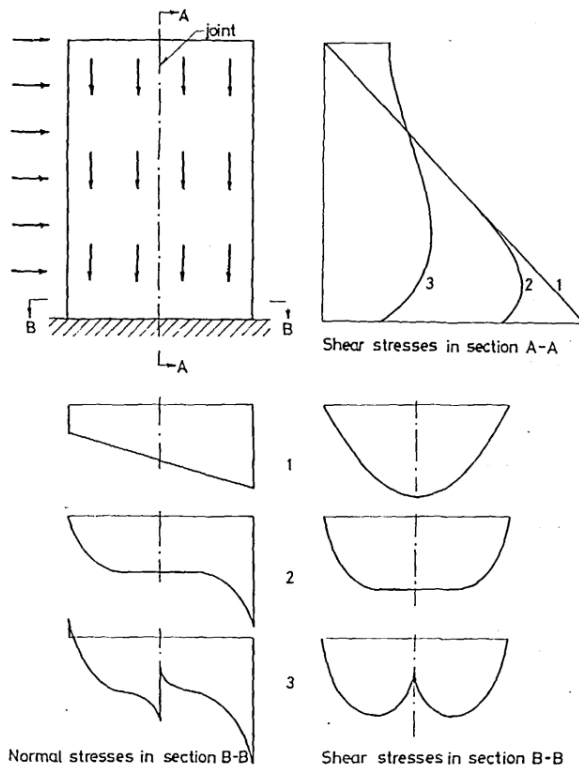 A
joint
B
B
A
3
2
1
Shear stresses in section A-A
1
2
3
Normal stresses in section B-B
Shear stresses in section B-B